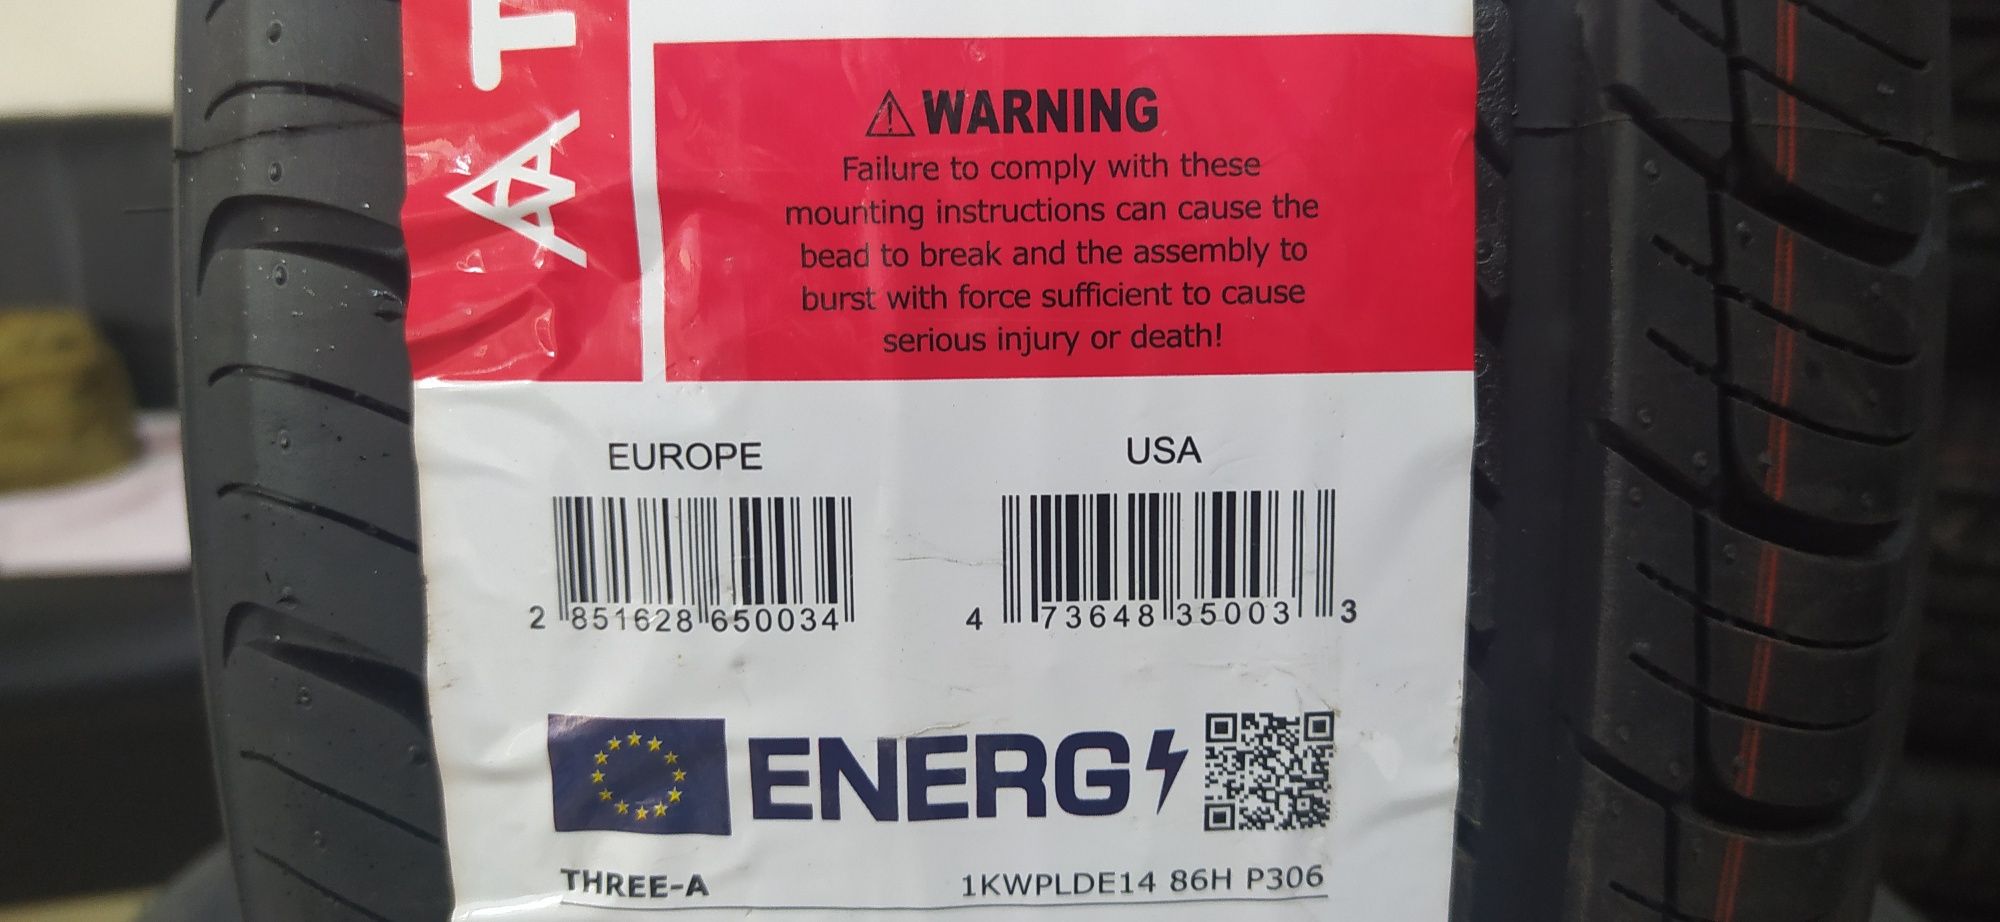 WARNING
Failure to comply with these
mounting instructions can cause the
bead to break and the assembly to
burst with force sufficient to cause
serious injury or death!
EUROPE
2 851628 650034
USA
4 73648 35003 3
ENERG
THREE-A
1KWPLDE14 86H P306